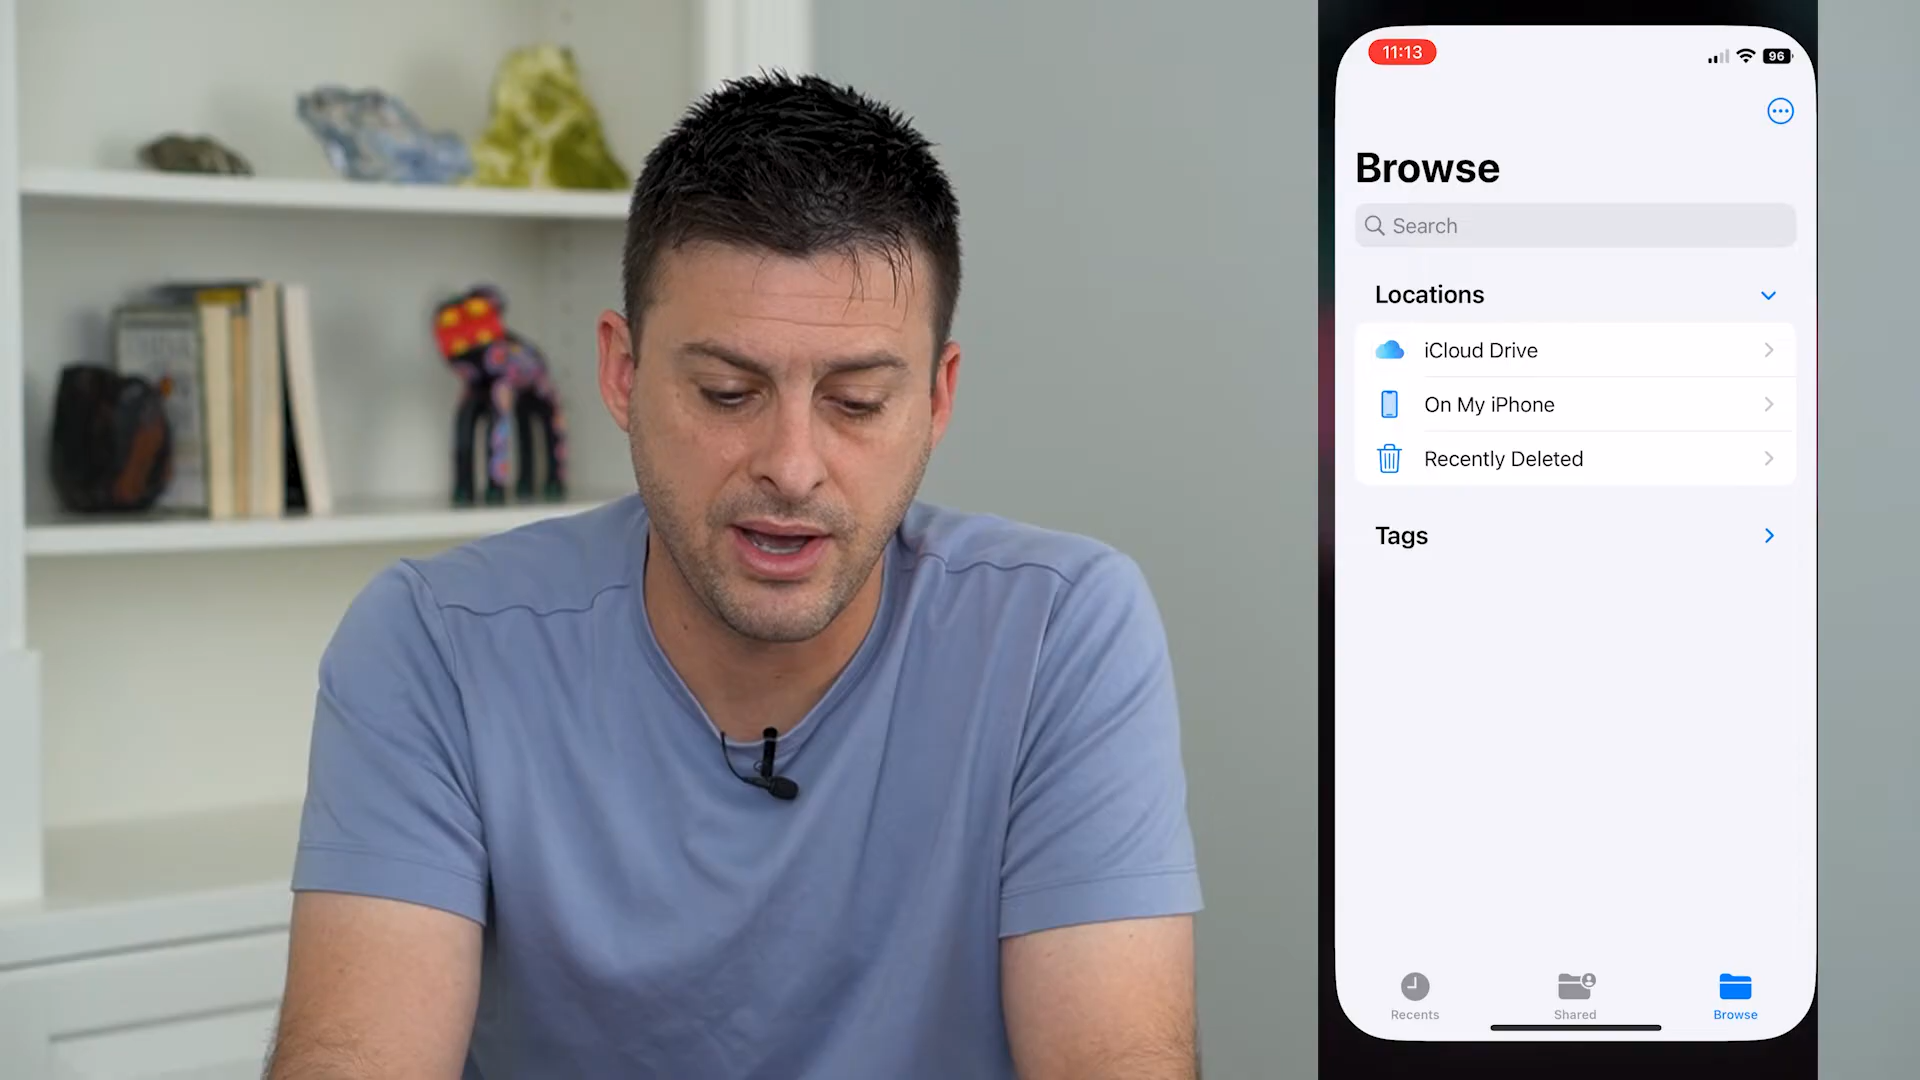 11:13
96
Browse
Search
Locations
iCloud Drive
On My iPhone
Recently Deleted
Tags
Recents
Shared
Browse